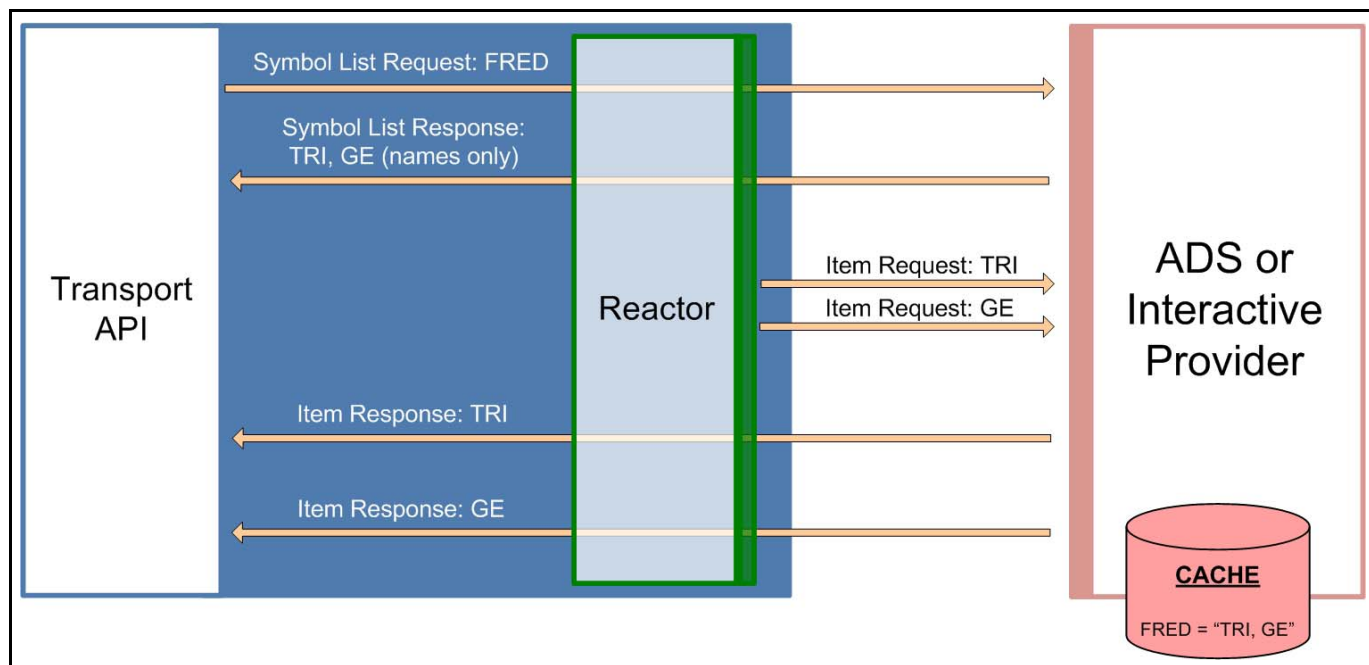 Symbol List Request: FRED
Symbol List Response:
TRI, GE (names only)
Item Request: TRI
Item Request: GE
Transport
API
Reactor
ADS or
Interactive
Provider
Item Response: TRI
Item Response: GE
CACHE
FRED = “TRI, GE”